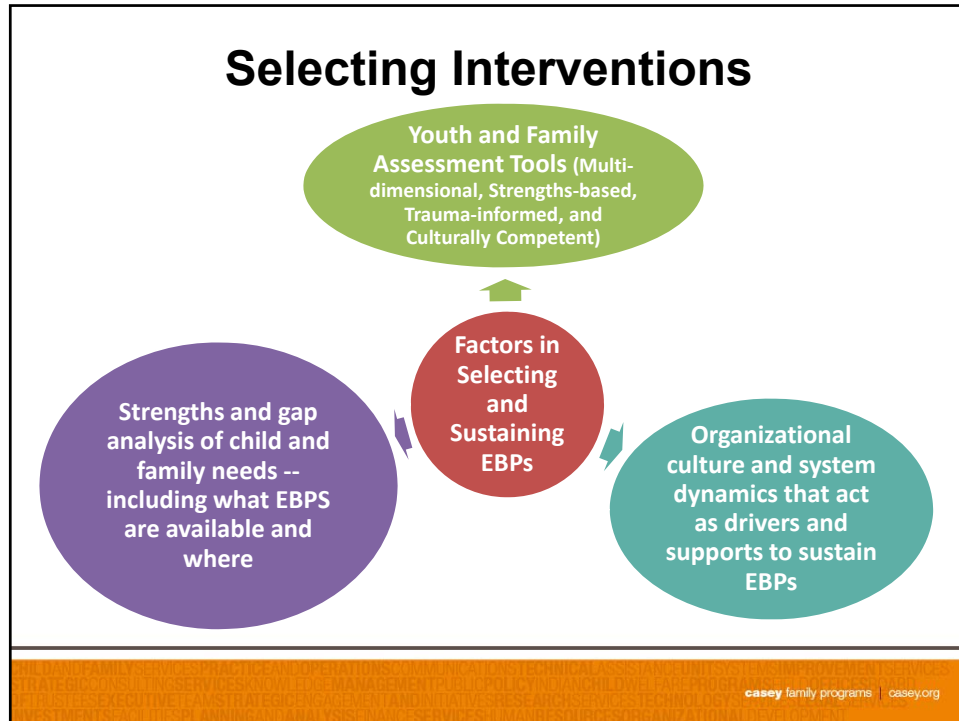 Selecting Interventions
Youth and Family
Assessment Tools (Multi-
dimensional, Strengths-based,
Trauma-informed, and
Culturally Competent)
Factors in
Selecting
and
Sustaining
EBPs
Strengths and gap
analysis of child and
family needs --
including what EBPS
are available and
where
Organizational
culture and system
dynamics that act
as drivers and
supports to sustain
EBPs
casey family programs | casey.org